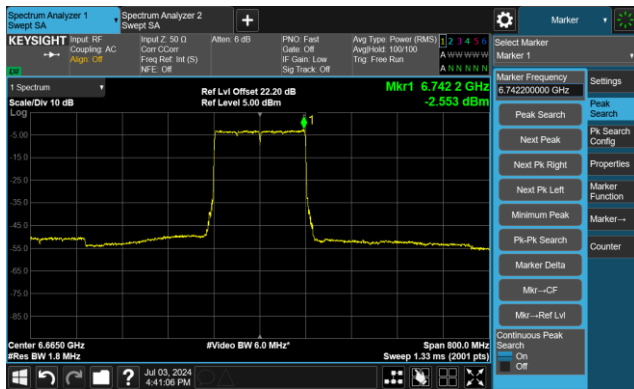 Spectrum Analyzer 1
Swept SA
Spectrum Analyzer 2
Swept SA
+
Marker
KEYSIGHT
Input: RF
Coupling: AC
Align: Off
Input Z: 50 Ω
Corr CCorr
Freq Ref: Int (S)
NFE: Off
Atten: 6 dB
PNO: Fast
Gate: Off
IF Gain: Low
Sig Track: Off
Avg Type: Power (RMS)
Avg|Hold: 100/100
Trig: Free Run
1 2 3 4 5 6
A W W W W W
A N N N N N
LXI
Select Marker
Marker 1
1 Spectrum
Scale/Div 10 dB
Log
Ref Lvl Offset 22.20 dB
Ref Level 5.00 dBm
Mkr1 6.742 2 GHz
-2.553 dBm
1
-5.00
-15.0
-25.0
-35.0
-45.0
-55.0
-65.0
-75.0
-85.0
Center 6.6650 GHz
#Res BW 1.8 MHz
#Video BW 6.0 MHz*
Span 800.0 MHz
Sweep 1.33 ms (2001 pts)
Marker Frequency
6.742200000 GHz
Peak Search
Next Peak
Next Pk Right
Next Pk Left
Minimum Peak
Pk-Pk Search
Marker Delta
Mkr→CF
Mkr→Ref Lvl
Continuous Peak
Search
On
Off
Settings
Peak
Search
Pk Search
Config
Properties
Marker
Function
Marker→
Counter
?
Jul 03, 2024
4:41:06 PM